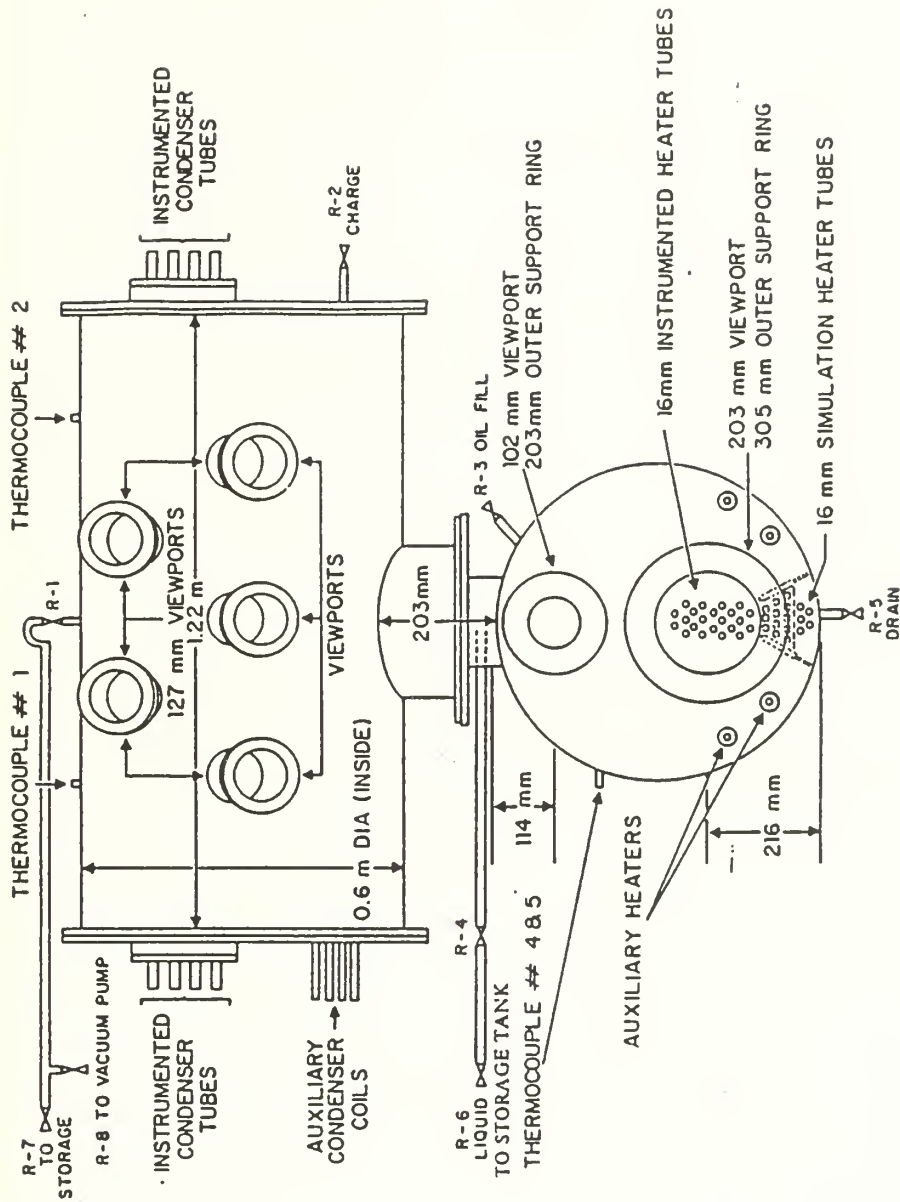 THERMOCOUPLE # 1
THERMOCOUPLE # 2
R-1
R-7
TO
STORAGE
R-8 TO VACUUM PUMP
INSTRUMENTED
CONDENSER
TUBES
INSTRUMENTED
CONDENSER
TUBES
R-2
CHARGE
127 mm VIEWPORTS
1.22 m
VIEWPORTS
0.6 m DIA (INSIDE)
AUXILIARY
CONDENSER
COILS
203mm
R-4
R-6
LIQUID
TO STORAGE TANK
THERMOCOUPLE # 4 & 5
R-3 OIL FILL
102 mm VIEWPORT
203mm OUTER SUPPORT RING
114 mm
16mm INSTRUMENTED HEATER TUBES
203 mm VIEWPORT
305 mm OUTER SUPPORT RING
16 mm SIMULATION HEATER TUBES
AUXILIARY HEATERS
216 mm
R-5
DRAIN